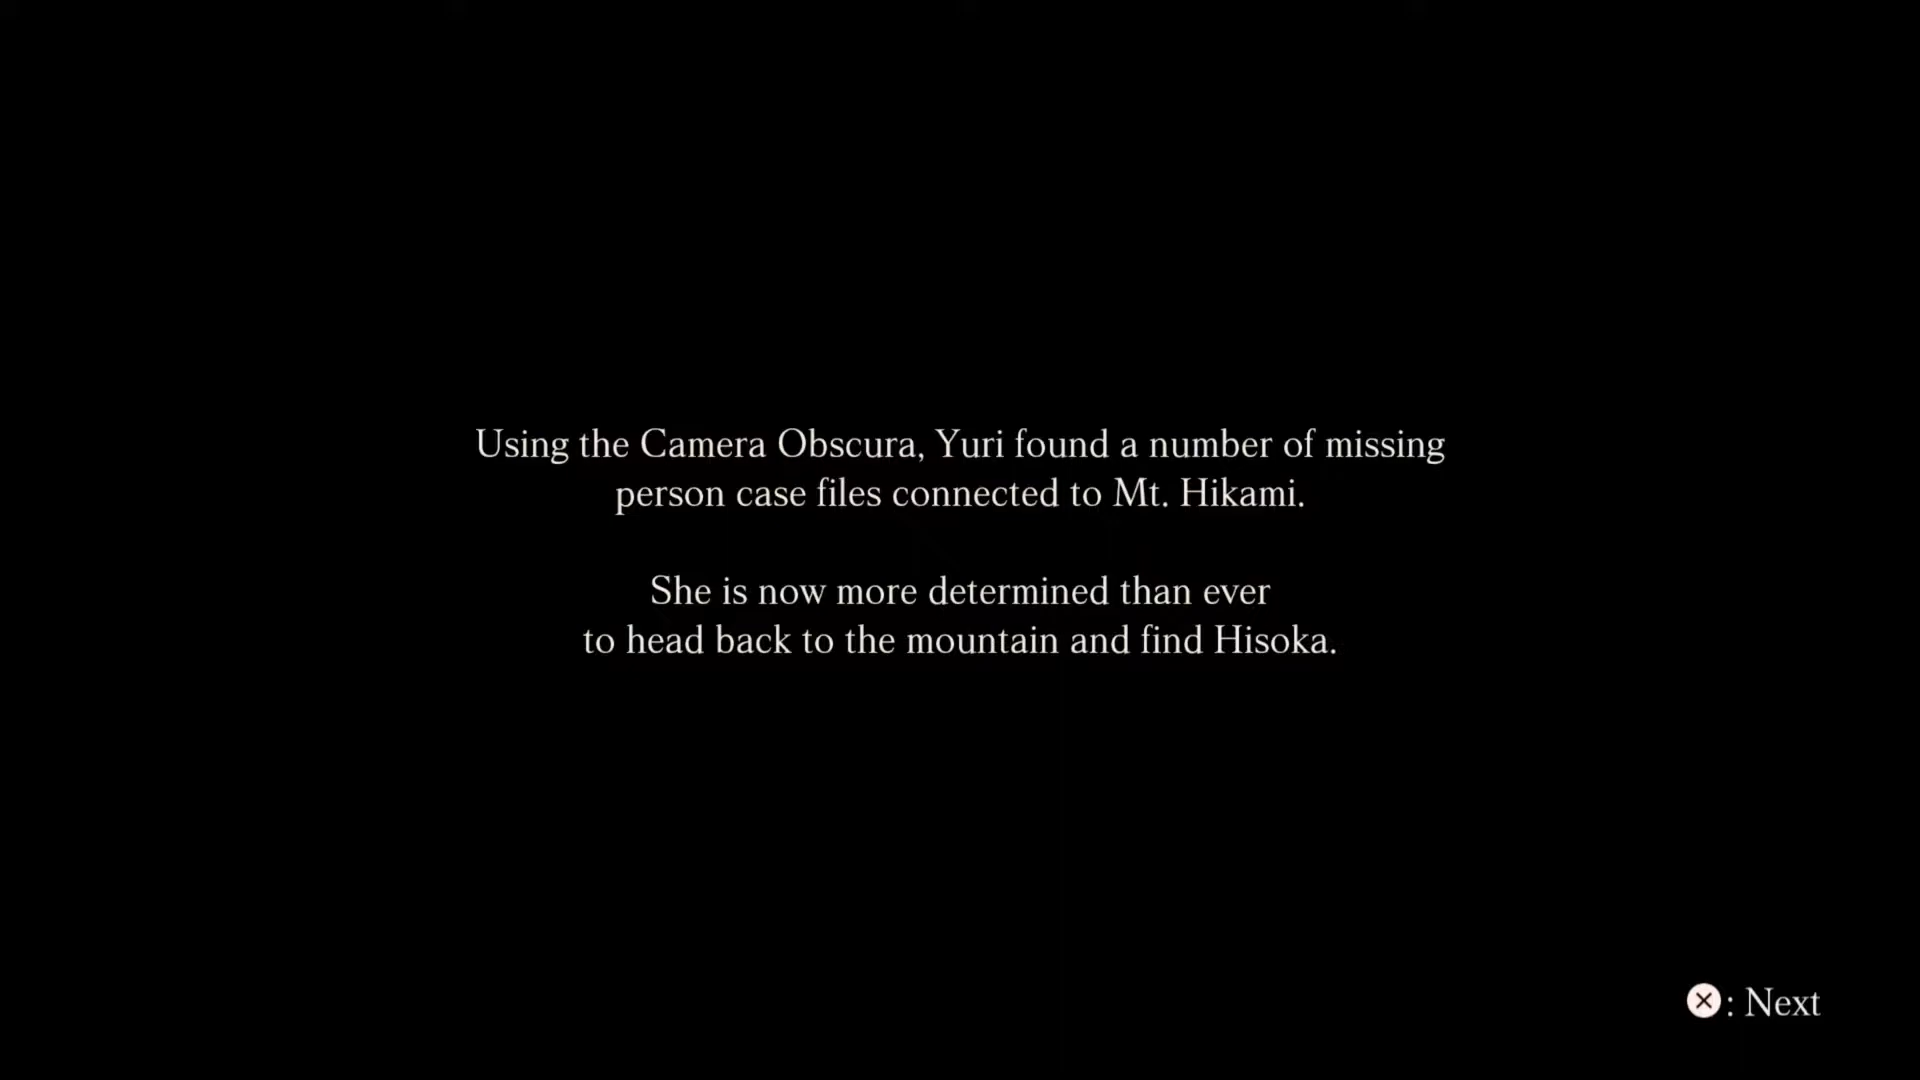 Using the Camera Obscura, Yuri found a number of missing
person case files connected to Mt. Hikami.
She is now more determined than ever
to head back to the mountain and find Hisoka.
: Next